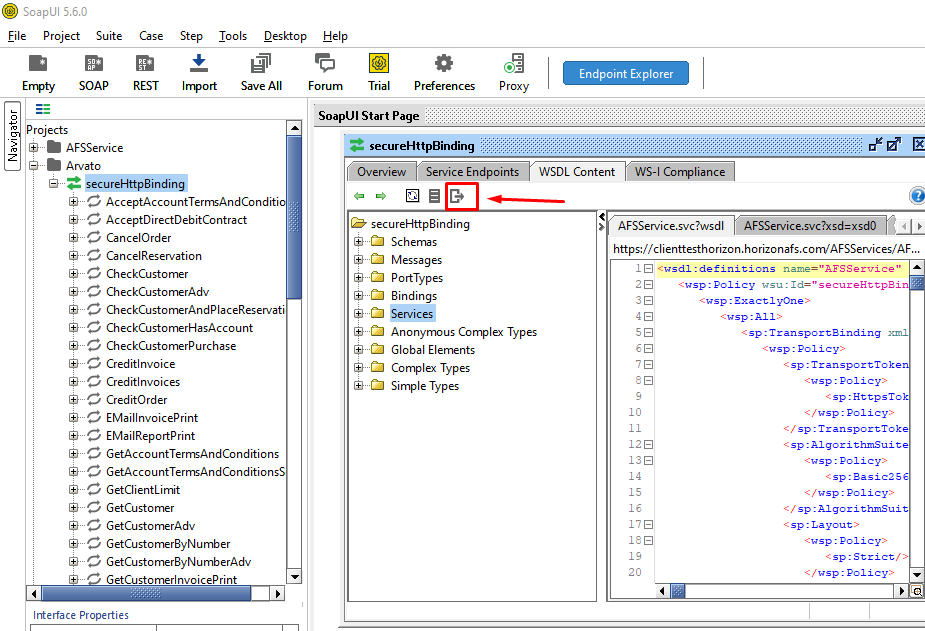 SoapUI 5.6.0
File Project Suite Case Step Tools Desktop Help
Empty SOAP REST Import Save All Forum Trial Preferences Proxy Endpoint Explorer
Navigator
Projects
AFSService
Arvato
secureHttpBinding
AcceptAccountTermsAndConditio
AcceptDirectDebitContract
CancelOrder
CancelReservation
CheckCustomer
CheckCustomerAdv
CheckCustomerAndPlaceReservati
CheckCustomerHasAccount
CheckCustomerPurchase
CreditInvoice
CreditInvoices
CreditOrder
EMailInvoicePrint
EMailReportPrint
GetAccountTermsAndConditions
GetAccountTermsAndConditionsS
GetClientLimit
GetCustomer
GetCustomerAdv
GetCustomerByNumber
GetCustomerByNumberAdv
GetCustomerInvoicePrint
Interface Properties
SoapUI Start Page
secureHttpBinding
Overview Service Endpoints WSDL Content WS-I Compliance
secureHttpBinding
Schemas
Messages
PortTypes
Bindings
Services
Anonymous Complex Types
Global Elements
Complex Types
Simple Types
AFSService.svc?wsdl AFSService.svc?xsd=xsd0
https://clienttesthorizon.horizonafs.com/AFSServices/AF...
1 <wsdl:definitions name="AFSService"
2 <wsp:Policy wsu:Id="secureHttpBin
3 <wsp:ExactlyOne>
4 <wsp:All>
5 <sp:TransportBinding xml
6 <wsp:Policy>
7 <sp:TransportToken
8 <wsp:Policy>
9 <sp:HttpsTok
10 </wsp:Policy>
11 </sp:TransportToke
12 <sp:AlgorithmSuite
13 <wsp:Policy>
14 <sp:Basic256
15 </wsp:Policy>
16 </sp:AlgorithmSuit
17 <sp:Layout>
18 <wsp:Policy>
19 <sp:Strict/>
20 </wsp:Policy>